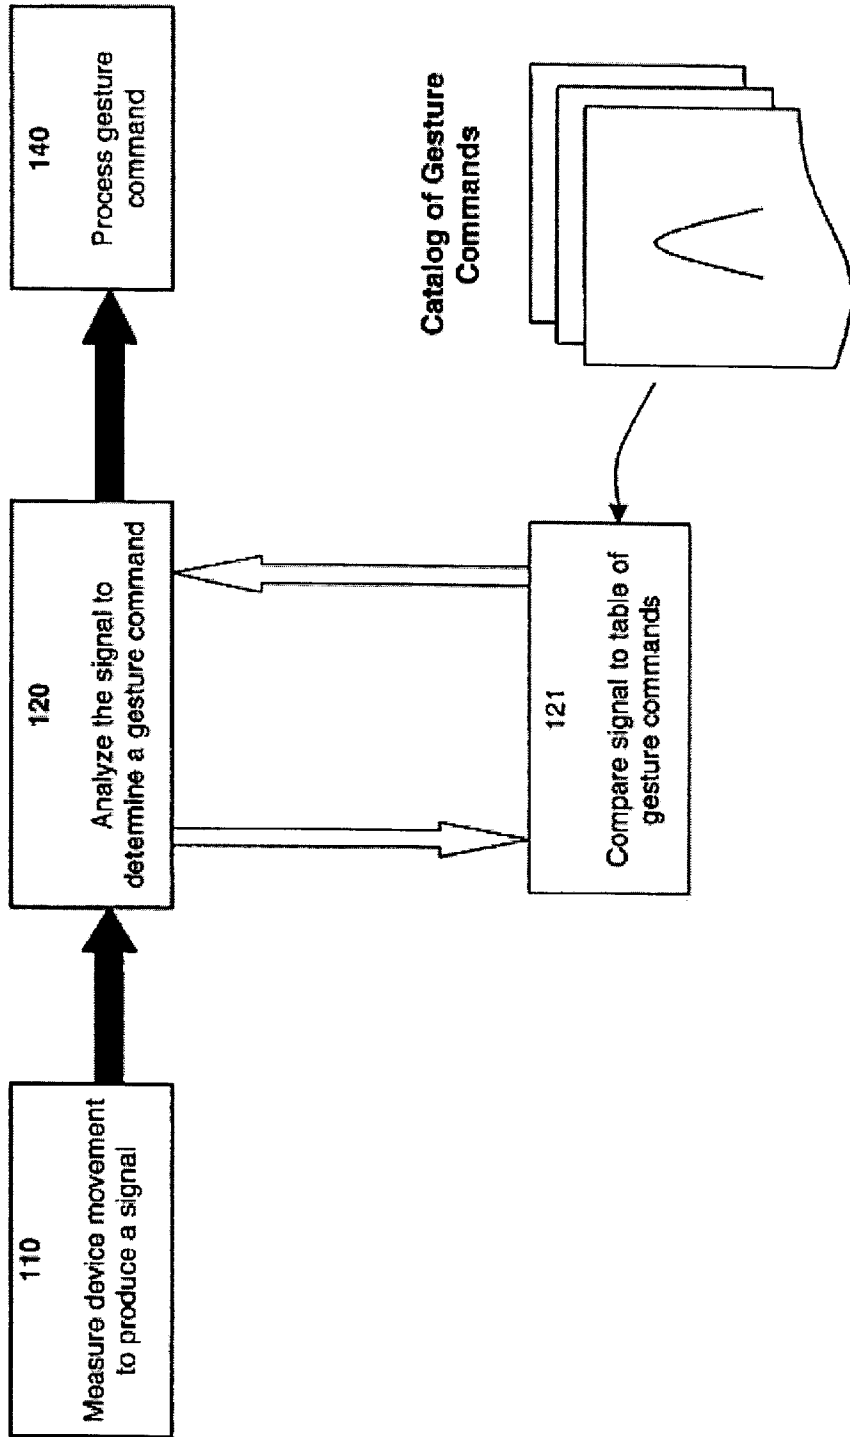 110
Measure device movement
to produce a signal
120
Analyze the signal to
determine a gesture command
140
Process gesture
command
121
Compare signal to table of
gesture commands
Catalog of Gesture
Commands